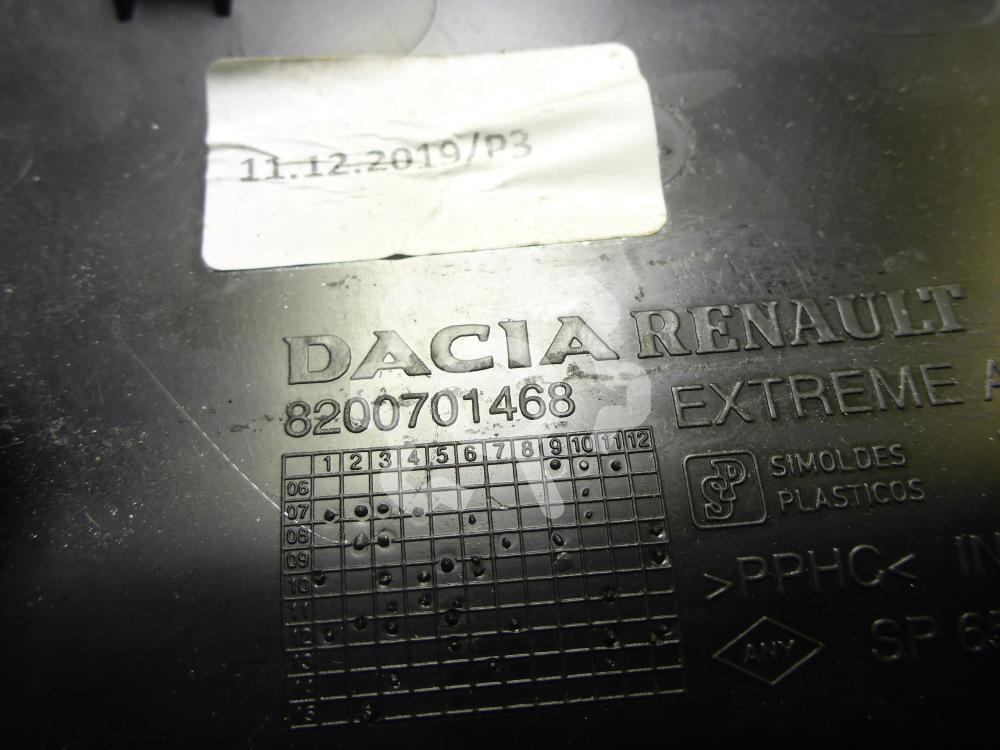 11.12.2019/P3
DACIA RENAULT
8200701468
EXTREME
1 2 3 4 5 6 7 8 9 10 11 12
06
07
08
09
10
11
12
SIMOLDES
PLASTICOS
>PPHC<
ANY
SP